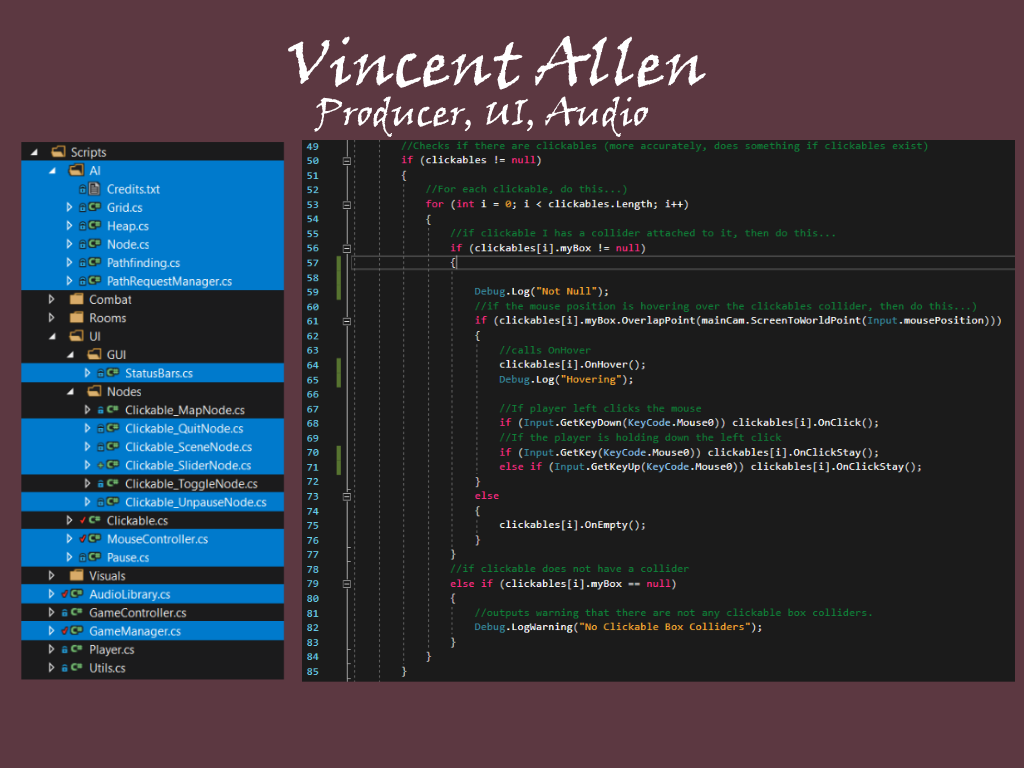 Vincent Allen
Producer, UI, Audio
Scripts
AI
Credits.txt
Grid.cs
Heap.cs
Node.cs
Pathfinding.cs
PathRequestManager.cs
Combat
Rooms
UI
GUI
StatusBars.cs
Nodes
Clickable_MapNode.cs
Clickable_QuitNode.cs
Clickable_SceneNode.cs
Clickable_SliderNode.cs
Clickable_ToggleNode.cs
Clickable_UnpauseNode.cs
Clickable.cs
MouseController.cs
Pause.cs
Visuals
AudioLibrary.cs
GameController.cs
GameManager.cs
Player.cs
Utils.cs
49 //Checks if there are clickables (more accurately, does something if clickables exist)
50 if (clickables != null)
51 {
52 //For each clickable, do this...)
53 for (int i = 0; i < clickables.Length; i++)
54 {
55 //if clickable I has a collider attached to it, then do this...
56 if (clickables[i].myBox != null)
57 {
58
59 Debug.Log("Not Null");
60 //if the mouse position is hovering over the clickables collider, then do this...)
61 if (clickables[i].myBox.OverlapPoint(mainCam.ScreenToWorldPoint(Input.mousePosition)))
62 {
63 //calls OnHover
64 clickables[i].OnHover();
65 Debug.Log("Hovering");
66
67 //If player left clicks the mouse
68 if (Input.GetKeyDown(KeyCode.Mouse0)) clickables[i].OnClick();
69 //If the player is holding down the left click
70 if (Input.GetKey(KeyCode.Mouse0)) clickables[i].OnClickStay();
71 else if (Input.GetKeyUp(KeyCode.Mouse0)) clickables[i].OnClickStay();
72 }
73 else
74 {
75 clickables[i].OnEmpty();
76 }
77 }
78 //if clickable does not have a collider
79 else if (clickables[i].myBox == null)
80 {
81 //outputs warning that there are not any clickable box colliders.
82 Debug.LogWarning("No Clickable Box Colliders");
83 }
84 }
85 }